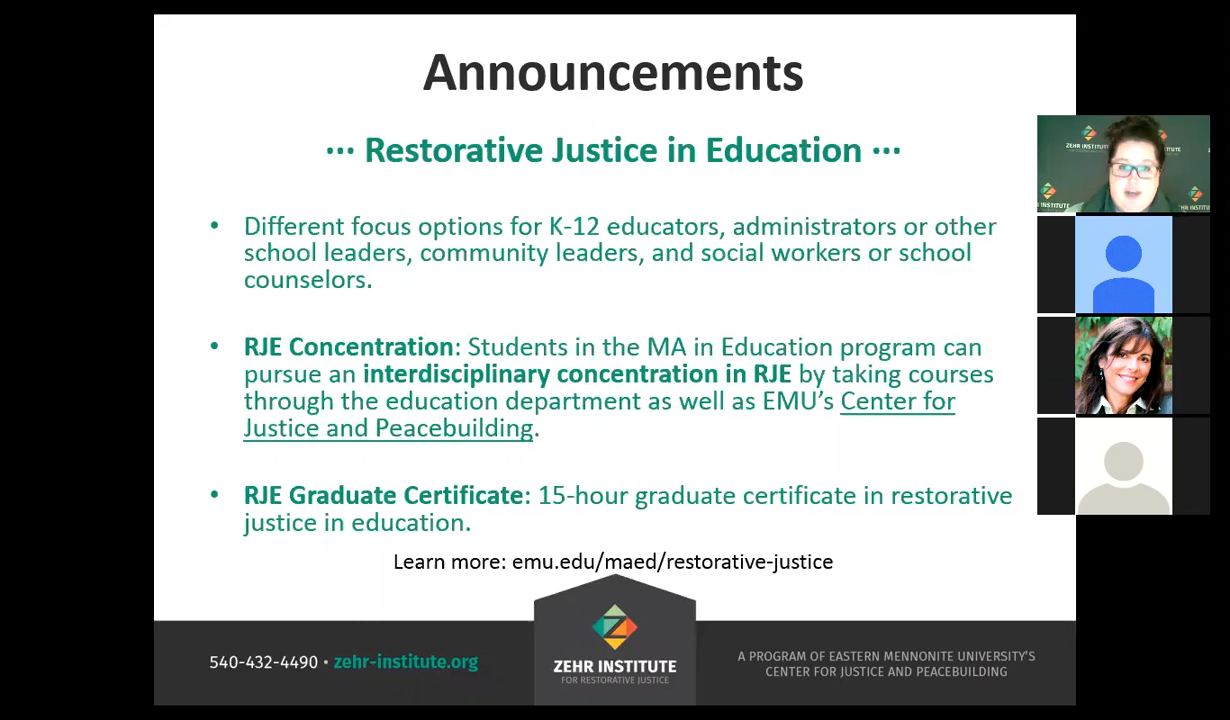 Announcements
··· Restorative Justice in Education ···
• Different focus options for K-12 educators, administrators or other
school leaders, community leaders, and social workers or school
counselors.
• RJE Concentration: Students in the MA in Education program can
pursue an interdisciplinary concentration in RJE by taking courses
through the education department as well as EMU’s Center for
Justice and Peacebuilding.
• RJE Graduate Certificate: 15-hour graduate certificate in restorative
justice in education.
Learn more: emu.edu/maed/restorative-justice
540-432-4490 • zehr-institute.org
ZEHR INSTITUTE
FOR RESTORATIVE JUSTICE
A PROGRAM OF EASTERN MENNONITE UNIVERSITY’S
CENTER FOR JUSTICE AND PEACEBUILDING
ZEHR INSTITUTE